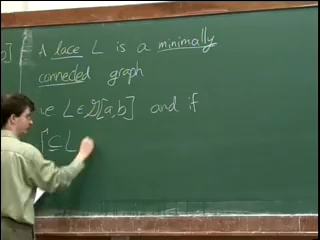 A lace L is a minimally
connected graph
i.e L ∈ 𝒢[a,b] and if
Γ ⊆ L